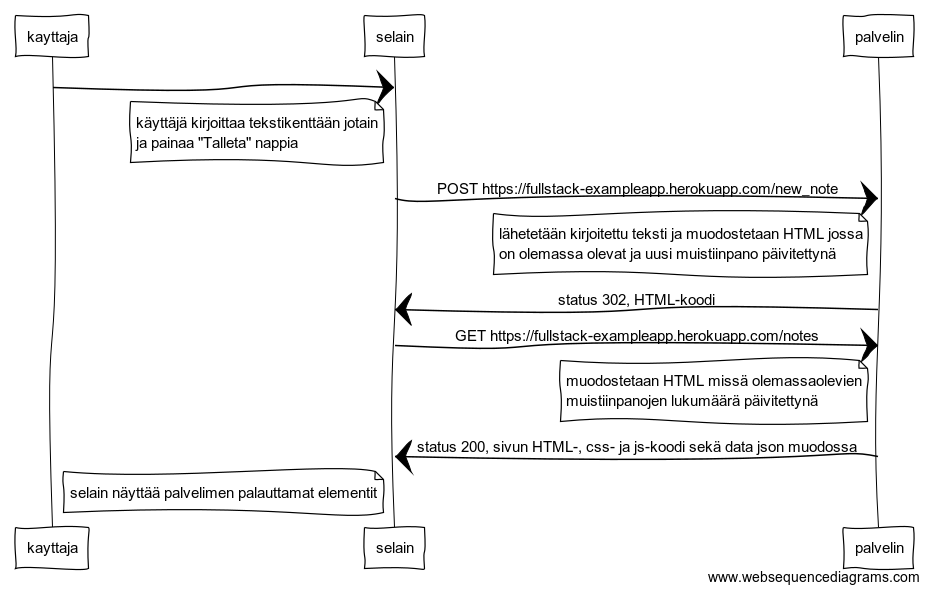 kayttaja
selain
palvelin
käyttäjä kirjoittaa tekstikenttään jotain
ja painaa "Talleta" nappia
POST https://fullstack-exampleapp.herokuapp.com/new_note
lähetetään kirjoitettu teksti ja muodostetaan HTML jossa
on olemassa olevat ja uusi muistiinpano päivitettynä
status 302, HTML-koodi
GET https://fullstack-exampleapp.herokuapp.com/notes
muodostetaan HTML missä olemassaolevien
muistiinpanojen lukumäärä päivitettynä
status 200, sivun HTML-, css- ja js-koodi sekä data json muodossa
selain näyttää palvelimen palauttamat elementit
kayttaja
selain
palvelin
www.websequencediagrams.com